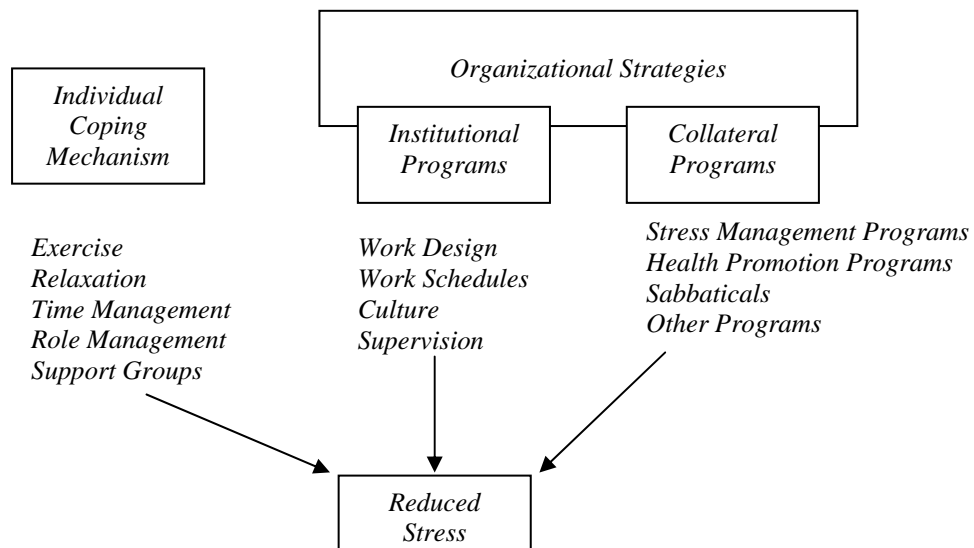 Organizational Strategies
Individual
Coping
Mechanism
Institutional
Programs
Collateral
Programs
Exercise
Relaxation
Time Management
Role Management
Support Groups
Work Design
Work Schedules
Culture
Supervision
Stress Management Programs
Health Promotion Programs
Sabbaticals
Other Programs
Reduced
Stress